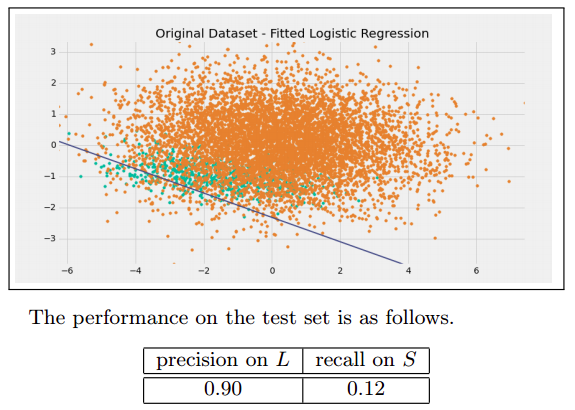 Original Dataset - Fitted Logistic Regression
3
2
1
0
−1
−2
−3
−6 −4 −2 0 2 4 6
The performance on the test set is as follows.
precision on L recall on S
0.90 0.12